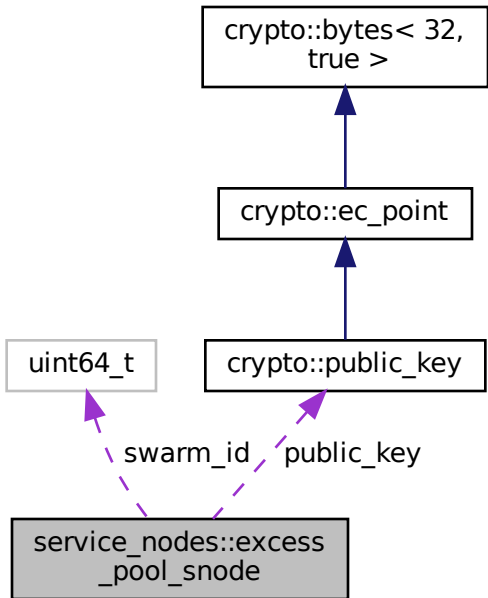 crypto::bytes< 32,
true >
crypto::ec_point
uint64_t
crypto::public_key
swarm_id
public_key
service_nodes::excess
_pool_snode